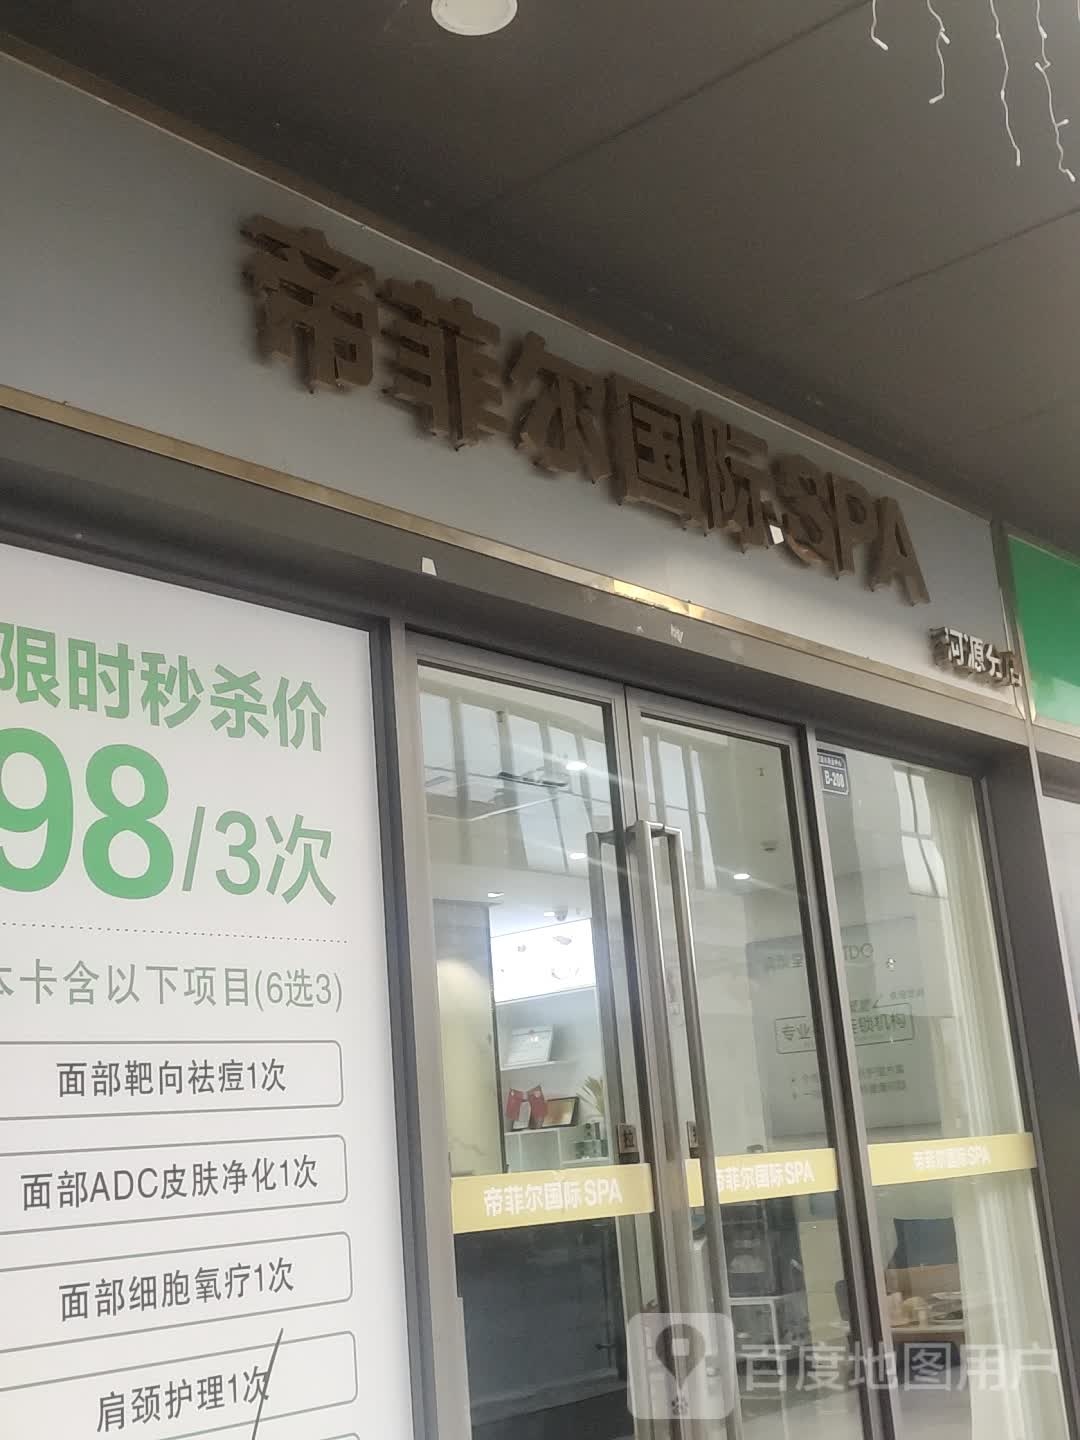 帝菲尔国际SPA
河源分店
限时秒杀价
98/3次
本卡含以下项目(6选3)
面部靶向祛痘1次
面部ADC皮肤净化1次
面部细胞氧疗1次
肩颈护理1次
B-208
拉
帝菲尔国际SPA
帝菲尔国际SPA
帝菲尔国际SPA
百度地图用户